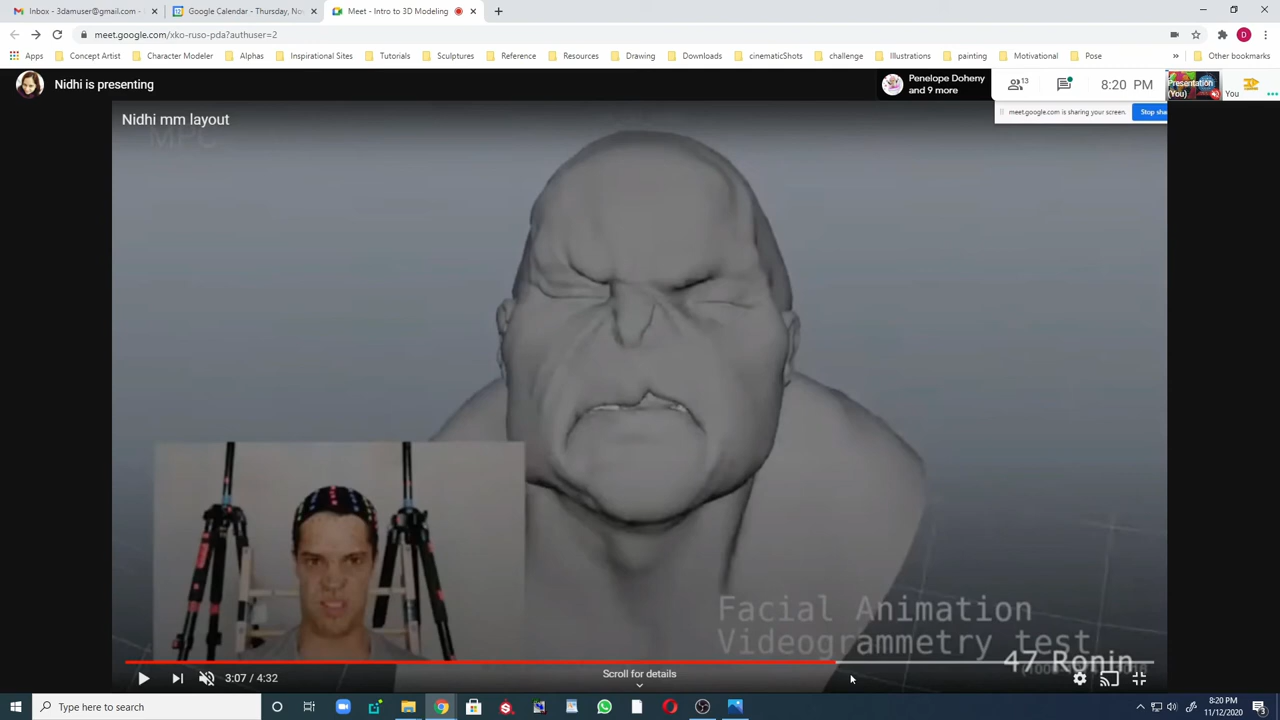 Inbox - 3damuser@gmail.com -
Google Calendar - Thursday, No
Meet - Intro to 3D Modeling
meet.google.com/xko-ruso-pda?authuser=2
D
Apps
Concept Artist
Character Modeler
Inspirational Sites
Tutorials
Sculptures
Reference
Resources
Drawing
Downloads
cinematicShots
challenge
Illustrations
painting
Motivational
Pose
»
Other bookmarks
Nidhi is presenting
Penelope Doheny
and 9 more
13
8:20 PM
Presentation
(You)
You
meet.google.com is sharing your screen.
Stop sha
Nidhi mm layout
MPC
Facial Animation
Videogrammetry test
47 Ronin
3:07 / 4:32
Scroll for details
Type here to search
8:20 PM
11/12/2020